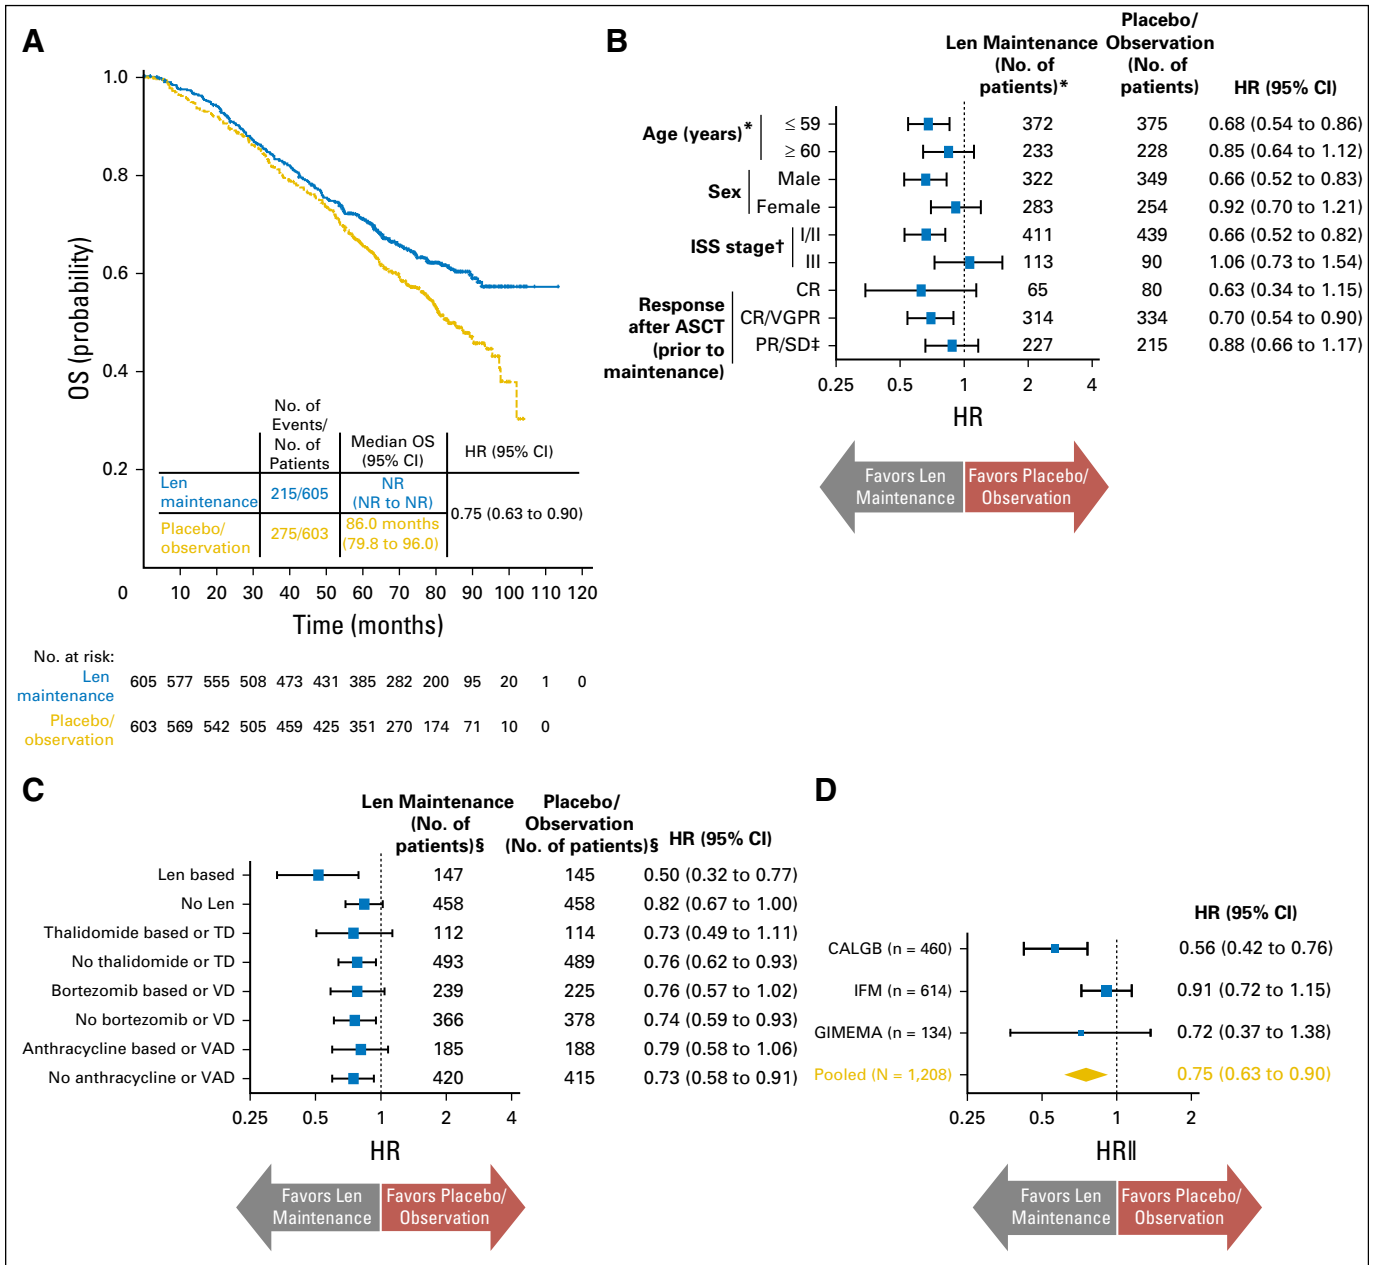 A
1.0
0.8
0.6
0.4
0.2
OS (probability)
No. of
Events/
No. of
Patients
Median OS
(95% CI)
HR (95% CI)
Len
maintenance
215/605
NR
(NR to NR)
0.75 (0.63 to 0.90)
Placebo/
observation
275/603
86.0 months
(79.8 to 96.0)
0 10 20 30 40 50 60 70 80 90 100 110 120
Time (months)
No. at risk:
Len
maintenance
605 577 555 508 473 431 385 282 200 95 20 1 0
Placebo/
observation
603 569 542 505 459 425 351 270 174 71 10 0
B
Len Maintenance
(No. of
patients)*
Placebo/
Observation
(No. of
patients)
HR (95% CI)
Age (years)*
≤ 59 372 375 0.68 (0.54 to 0.86)
≥ 60 233 228 0.85 (0.64 to 1.12)
Sex
Male 322 349 0.66 (0.52 to 0.83)
Female 283 254 0.92 (0.70 to 1.21)
ISS stage†
I/II 411 439 0.66 (0.52 to 0.82)
III 113 90 1.06 (0.73 to 1.54)
Response
after ASCT
(prior to
maintenance)
CR 65 80 0.63 (0.34 to 1.15)
CR/VGPR 314 334 0.70 (0.54 to 0.90)
PR/SD‡ 227 215 0.88 (0.66 to 1.17)
0.25 0.5 1 2 4
HR
Favors Len
Maintenance
Favors Placebo/
Observation
C
Len Maintenance
(No. of
patients)§
Placebo/
Observation
(No. of patients)§
HR (95% CI)
Len based 147 145 0.50 (0.32 to 0.77)
No Len 458 458 0.82 (0.67 to 1.00)
Thalidomide based or TD 112 114 0.73 (0.49 to 1.11)
No thalidomide or TD 493 489 0.76 (0.62 to 0.93)
Bortezomib based or VD 239 225 0.76 (0.57 to 1.02)
No bortezomib or VD 366 378 0.74 (0.59 to 0.93)
Anthracycline based or VAD 185 188 0.79 (0.58 to 1.06)
No anthracycline or VAD 420 415 0.73 (0.58 to 0.91)
0.25 0.5 1 2 4
HR
Favors Len
Maintenance
Favors Placebo/
Observation
D
HR (95% CI)
CALGB (n = 460) 0.56 (0.42 to 0.76)
IFM (n = 614) 0.91 (0.72 to 1.15)
GIMEMA (n = 134) 0.72 (0.37 to 1.38)
Pooled (N = 1,208) 0.75 (0.63 to 0.90)
0.25 0.5 1 2
HR‖
Favors Len
Maintenance
Favors Placebo/
Observation